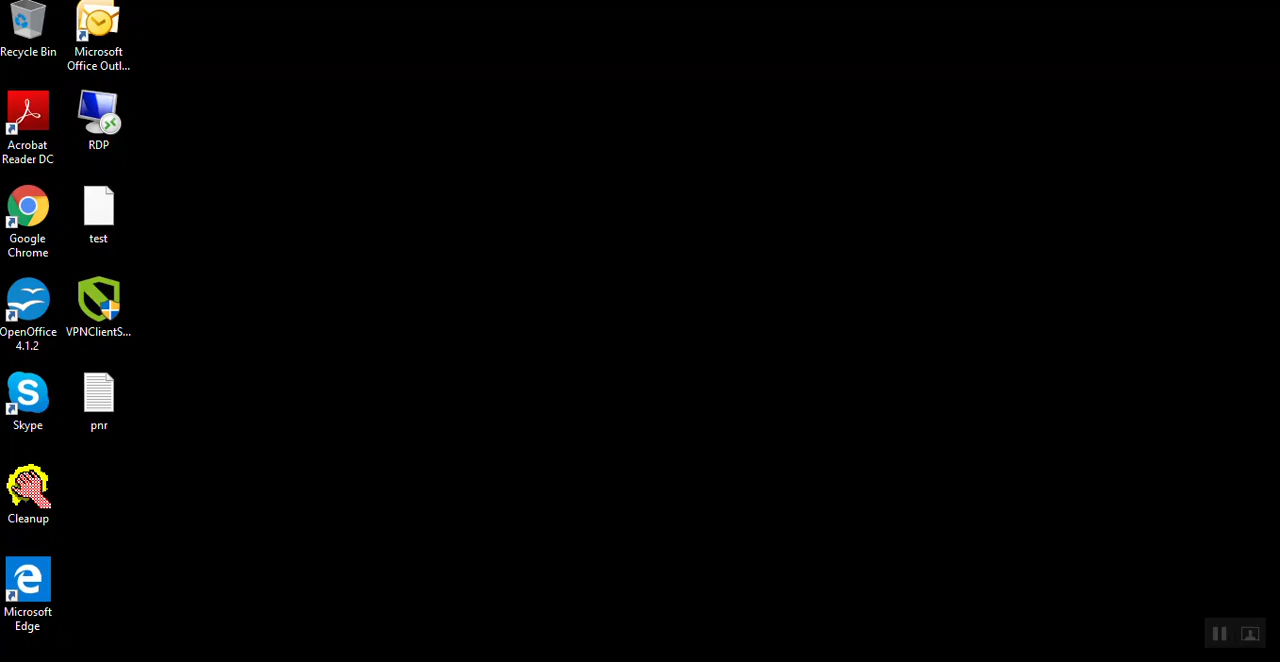 Recycle Bin
Microsoft
Office Outl...
Acrobat
Reader DC
RDP
Google
Chrome
test
OpenOffice
4.1.2
VPNClientS...
Skype
pnr
Cleanup
Microsoft
Edge